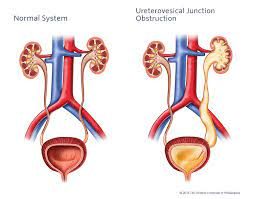 Normal System
Ureterovesical Junction
Obstruction